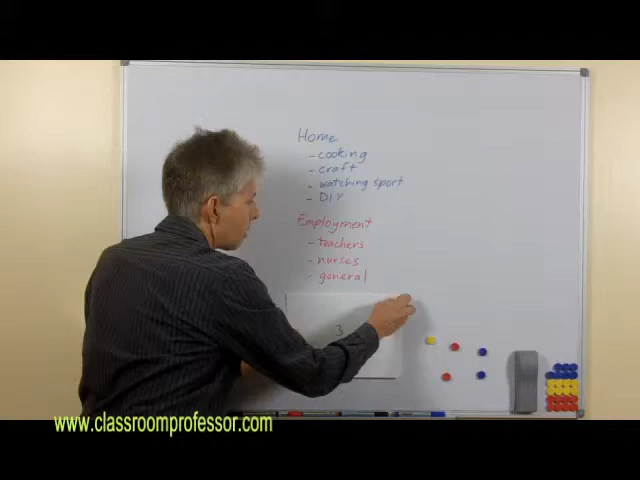 Home
- cooking
- craft
- watching sport
- DIY
Employment
- teachers
- nurses
- general
3
www.classroomprofessor.com